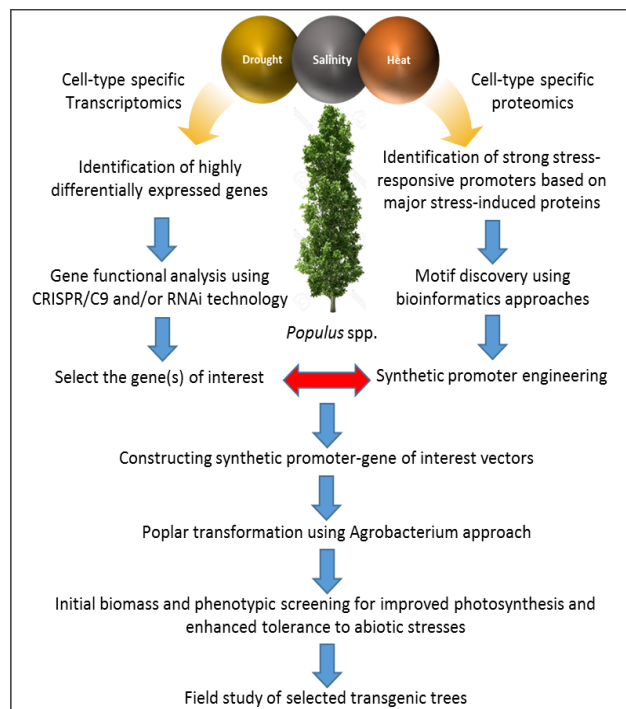 Drought
Salinity
Heat
Cell-type specific
Transcriptomics
Cell-type specific
proteomics
Identification of highly
differentially expressed genes
Identification of strong stress-
responsive promoters based on
major stress-induced proteins
Gene functional analysis using
CRISPR/C9 and/or RNAi technology
Motif discovery using
bioinformatics approaches
Populus spp.
Select the gene(s) of interest
Synthetic promoter engineering
Constructing synthetic promoter-gene of interest vectors
Poplar transformation using Agrobacterium approach
Initial biomass and phenotypic screening for improved photosynthesis and
enhanced tolerance to abiotic stresses
Field study of selected transgenic trees